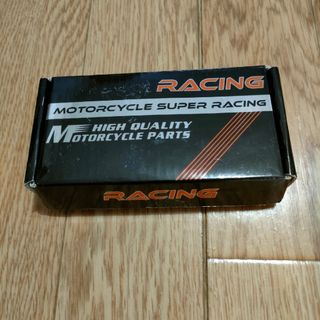 RACING
MOTORCYCLE SUPER RACING
HIGH QUALITY
MOTORCYCLE PARTS
RACING